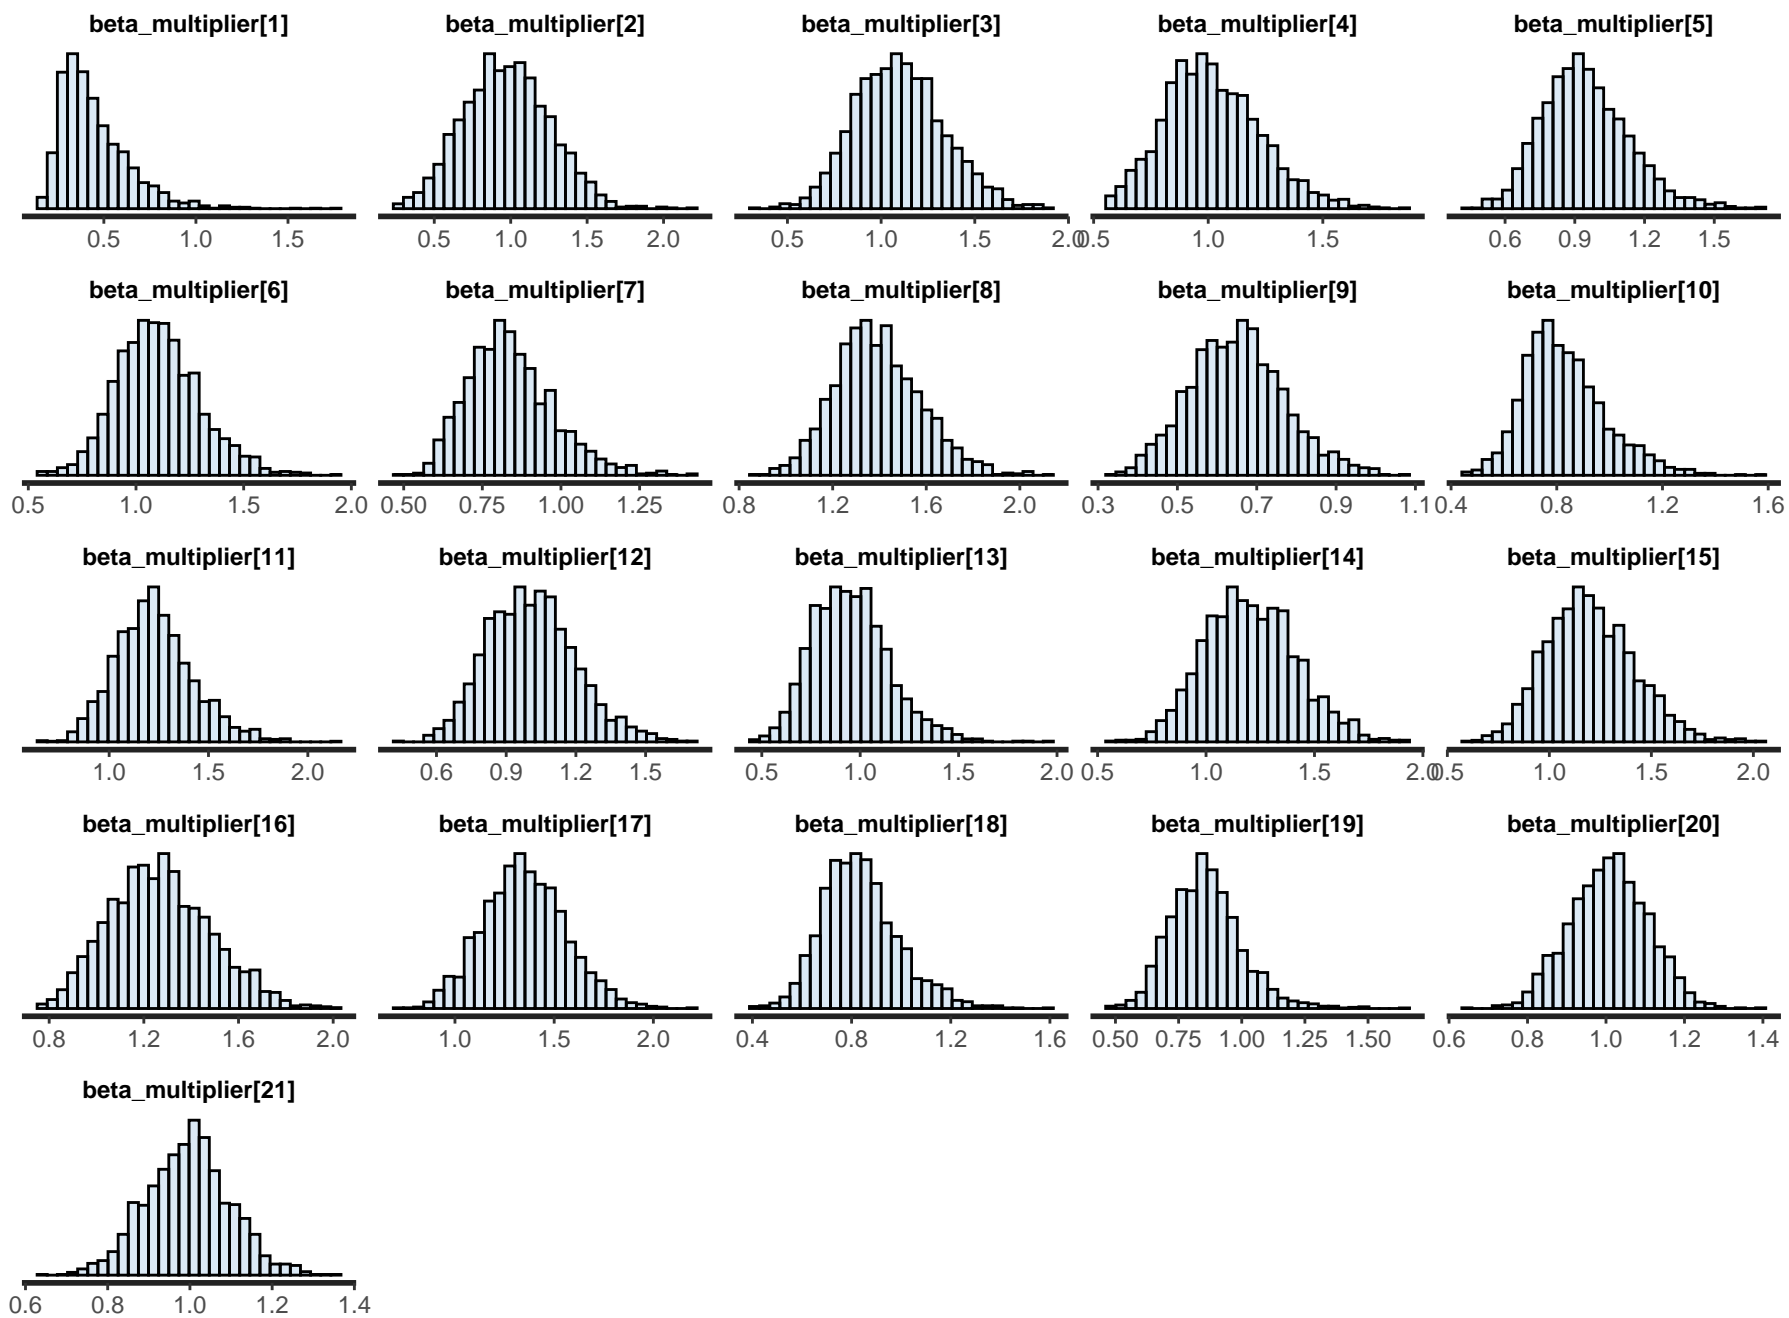 beta_multiplier[1] beta_multiplier[2] beta_multiplier[3] beta_multiplier[4] beta_multiplier[5]
0.5 1.0 1.5 0.5 1.0 1.5 2.0 0.5 1.0 1.5 2.0 0.5 1.0 1.5 0.6 0.9 1.2 1.5
beta_multiplier[6] beta_multiplier[7] beta_multiplier[8] beta_multiplier[9] beta_multiplier[10]
0.5 1.0 1.5 2.0 0.50 0.75 1.00 1.25 0.8 1.2 1.6 2.0 0.3 0.5 0.7 0.9 1.1 0.4 0.8 1.2 1.6
beta_multiplier[11] beta_multiplier[12] beta_multiplier[13] beta_multiplier[14] beta_multiplier[15]
1.0 1.5 2.0 0.6 0.9 1.2 1.5 0.5 1.0 1.5 2.0 0.5 1.0 1.5 2.0 0.5 1.0 1.5 2.0
beta_multiplier[16] beta_multiplier[17] beta_multiplier[18] beta_multiplier[19] beta_multiplier[20]
0.8 1.2 1.6 2.0 1.0 1.5 2.0 0.4 0.8 1.2 1.6 0.50 0.75 1.00 1.25 1.50 0.6 0.8 1.0 1.2 1.4
beta_multiplier[21]
0.6 0.8 1.0 1.2 1.4